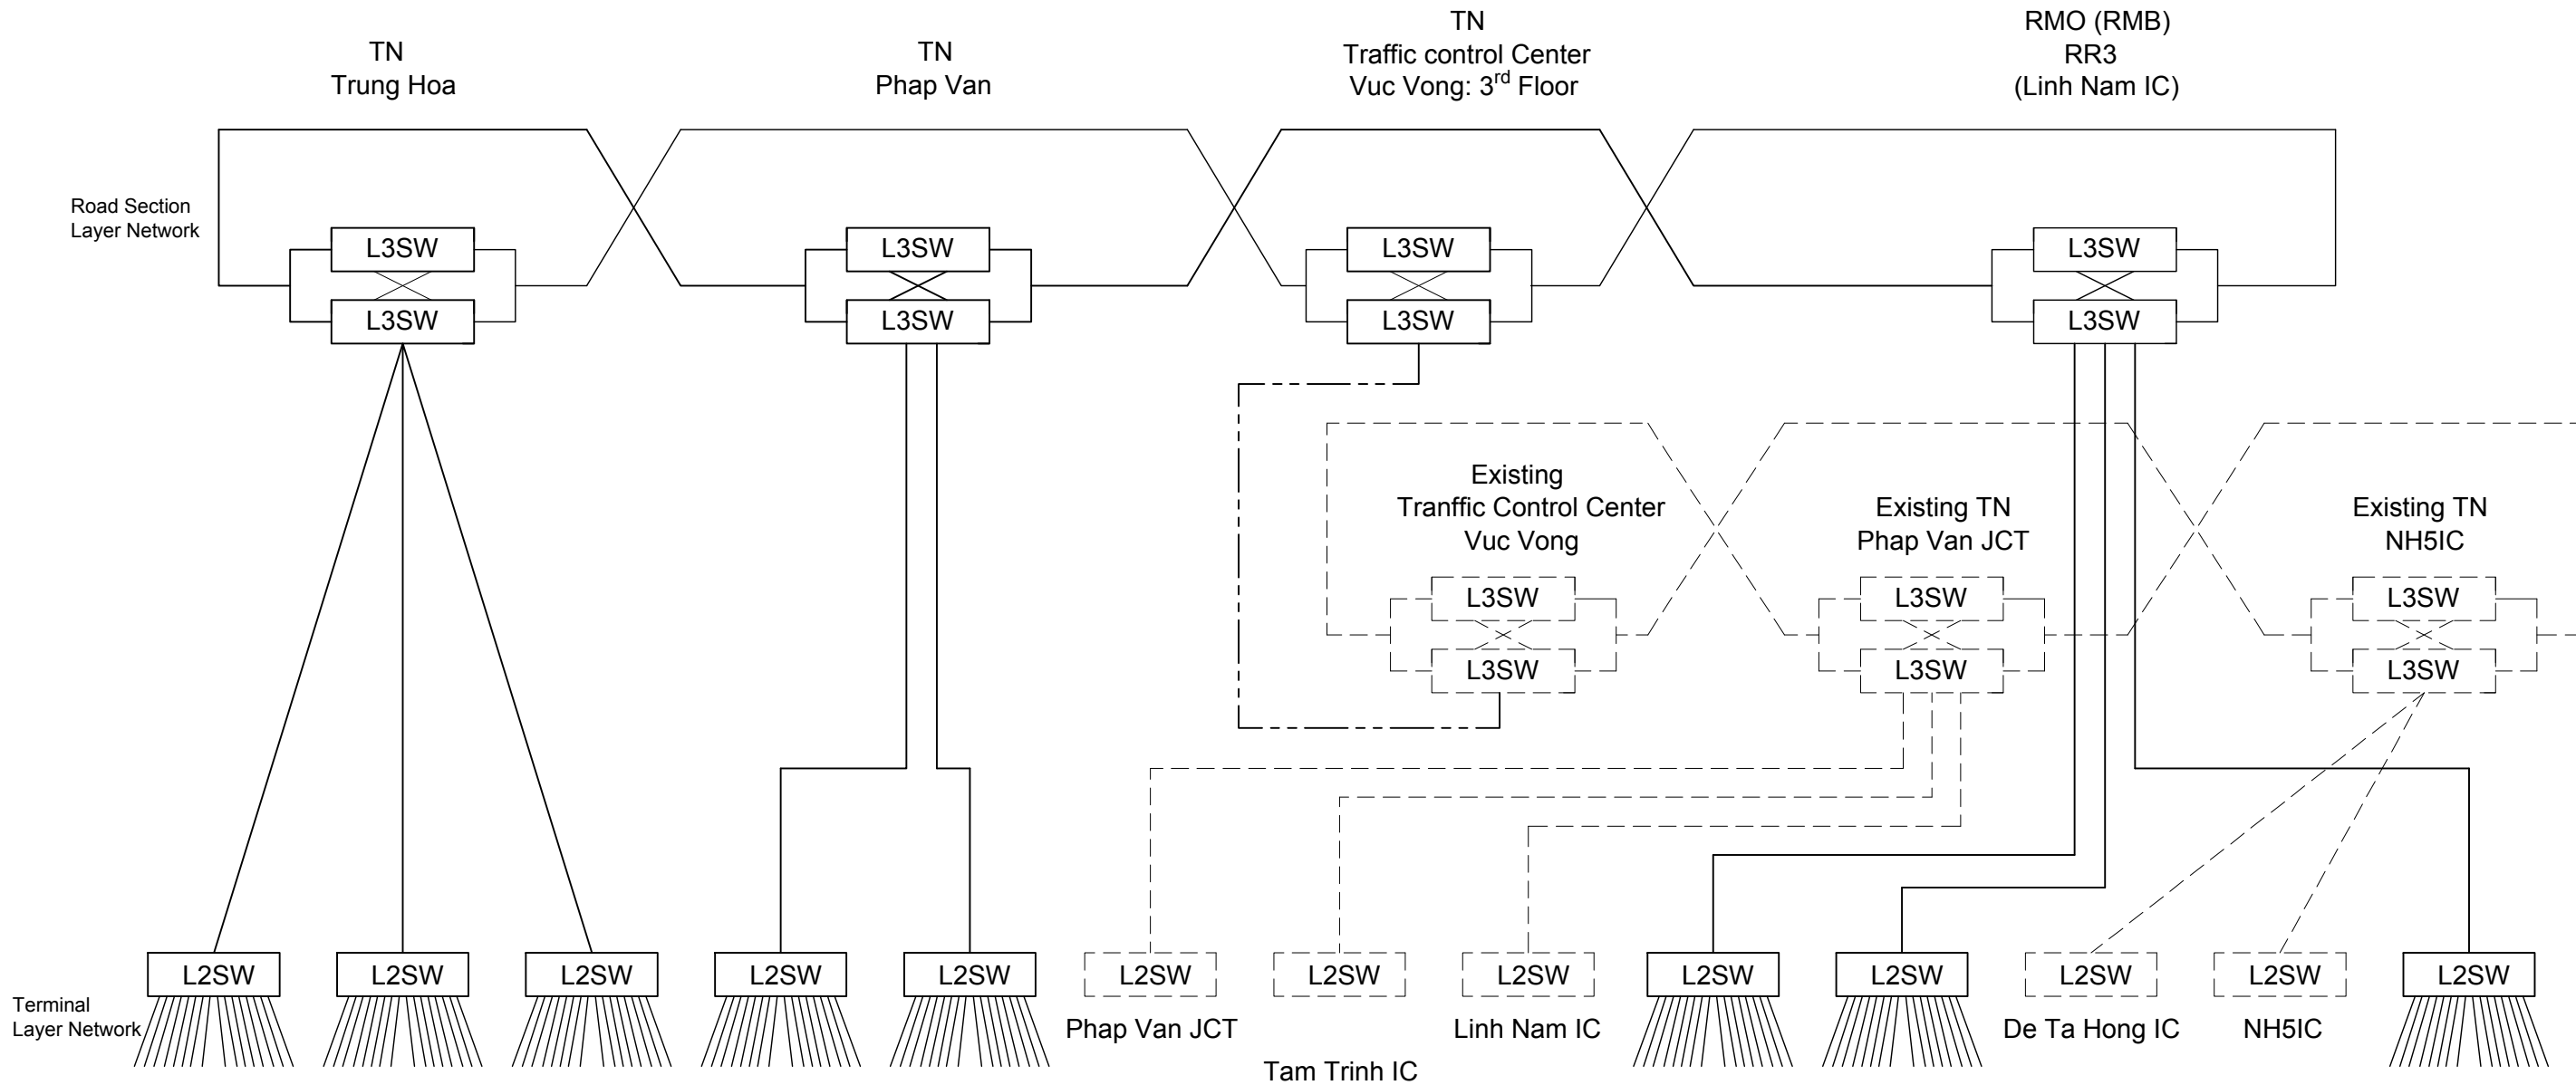 TN
Trung Hoa
TN
Phap Van
TN
Traffic control Center
Vuc Vong: 3rd Floor
RMO (RMB)
RR3
(Linh Nam IC)
Road Section
Layer Network
L3SW
L3SW
L3SW
L3SW
L3SW
L3SW
L3SW
L3SW
Existing
Tranffic Control Center
Vuc Vong
Existing TN
Phap Van JCT
Existing TN
NH5IC
L3SW
L3SW
L3SW
L3SW
L3SW
L3SW
L2SW
L2SW
L2SW
L2SW
L2SW
L2SW
L2SW
L2SW
L2SW
L2SW
L2SW
L2SW
L2SW
Terminal
Layer Network
Phap Van JCT
Tam Trinh IC
Linh Nam IC
De Ta Hong IC
NH5IC